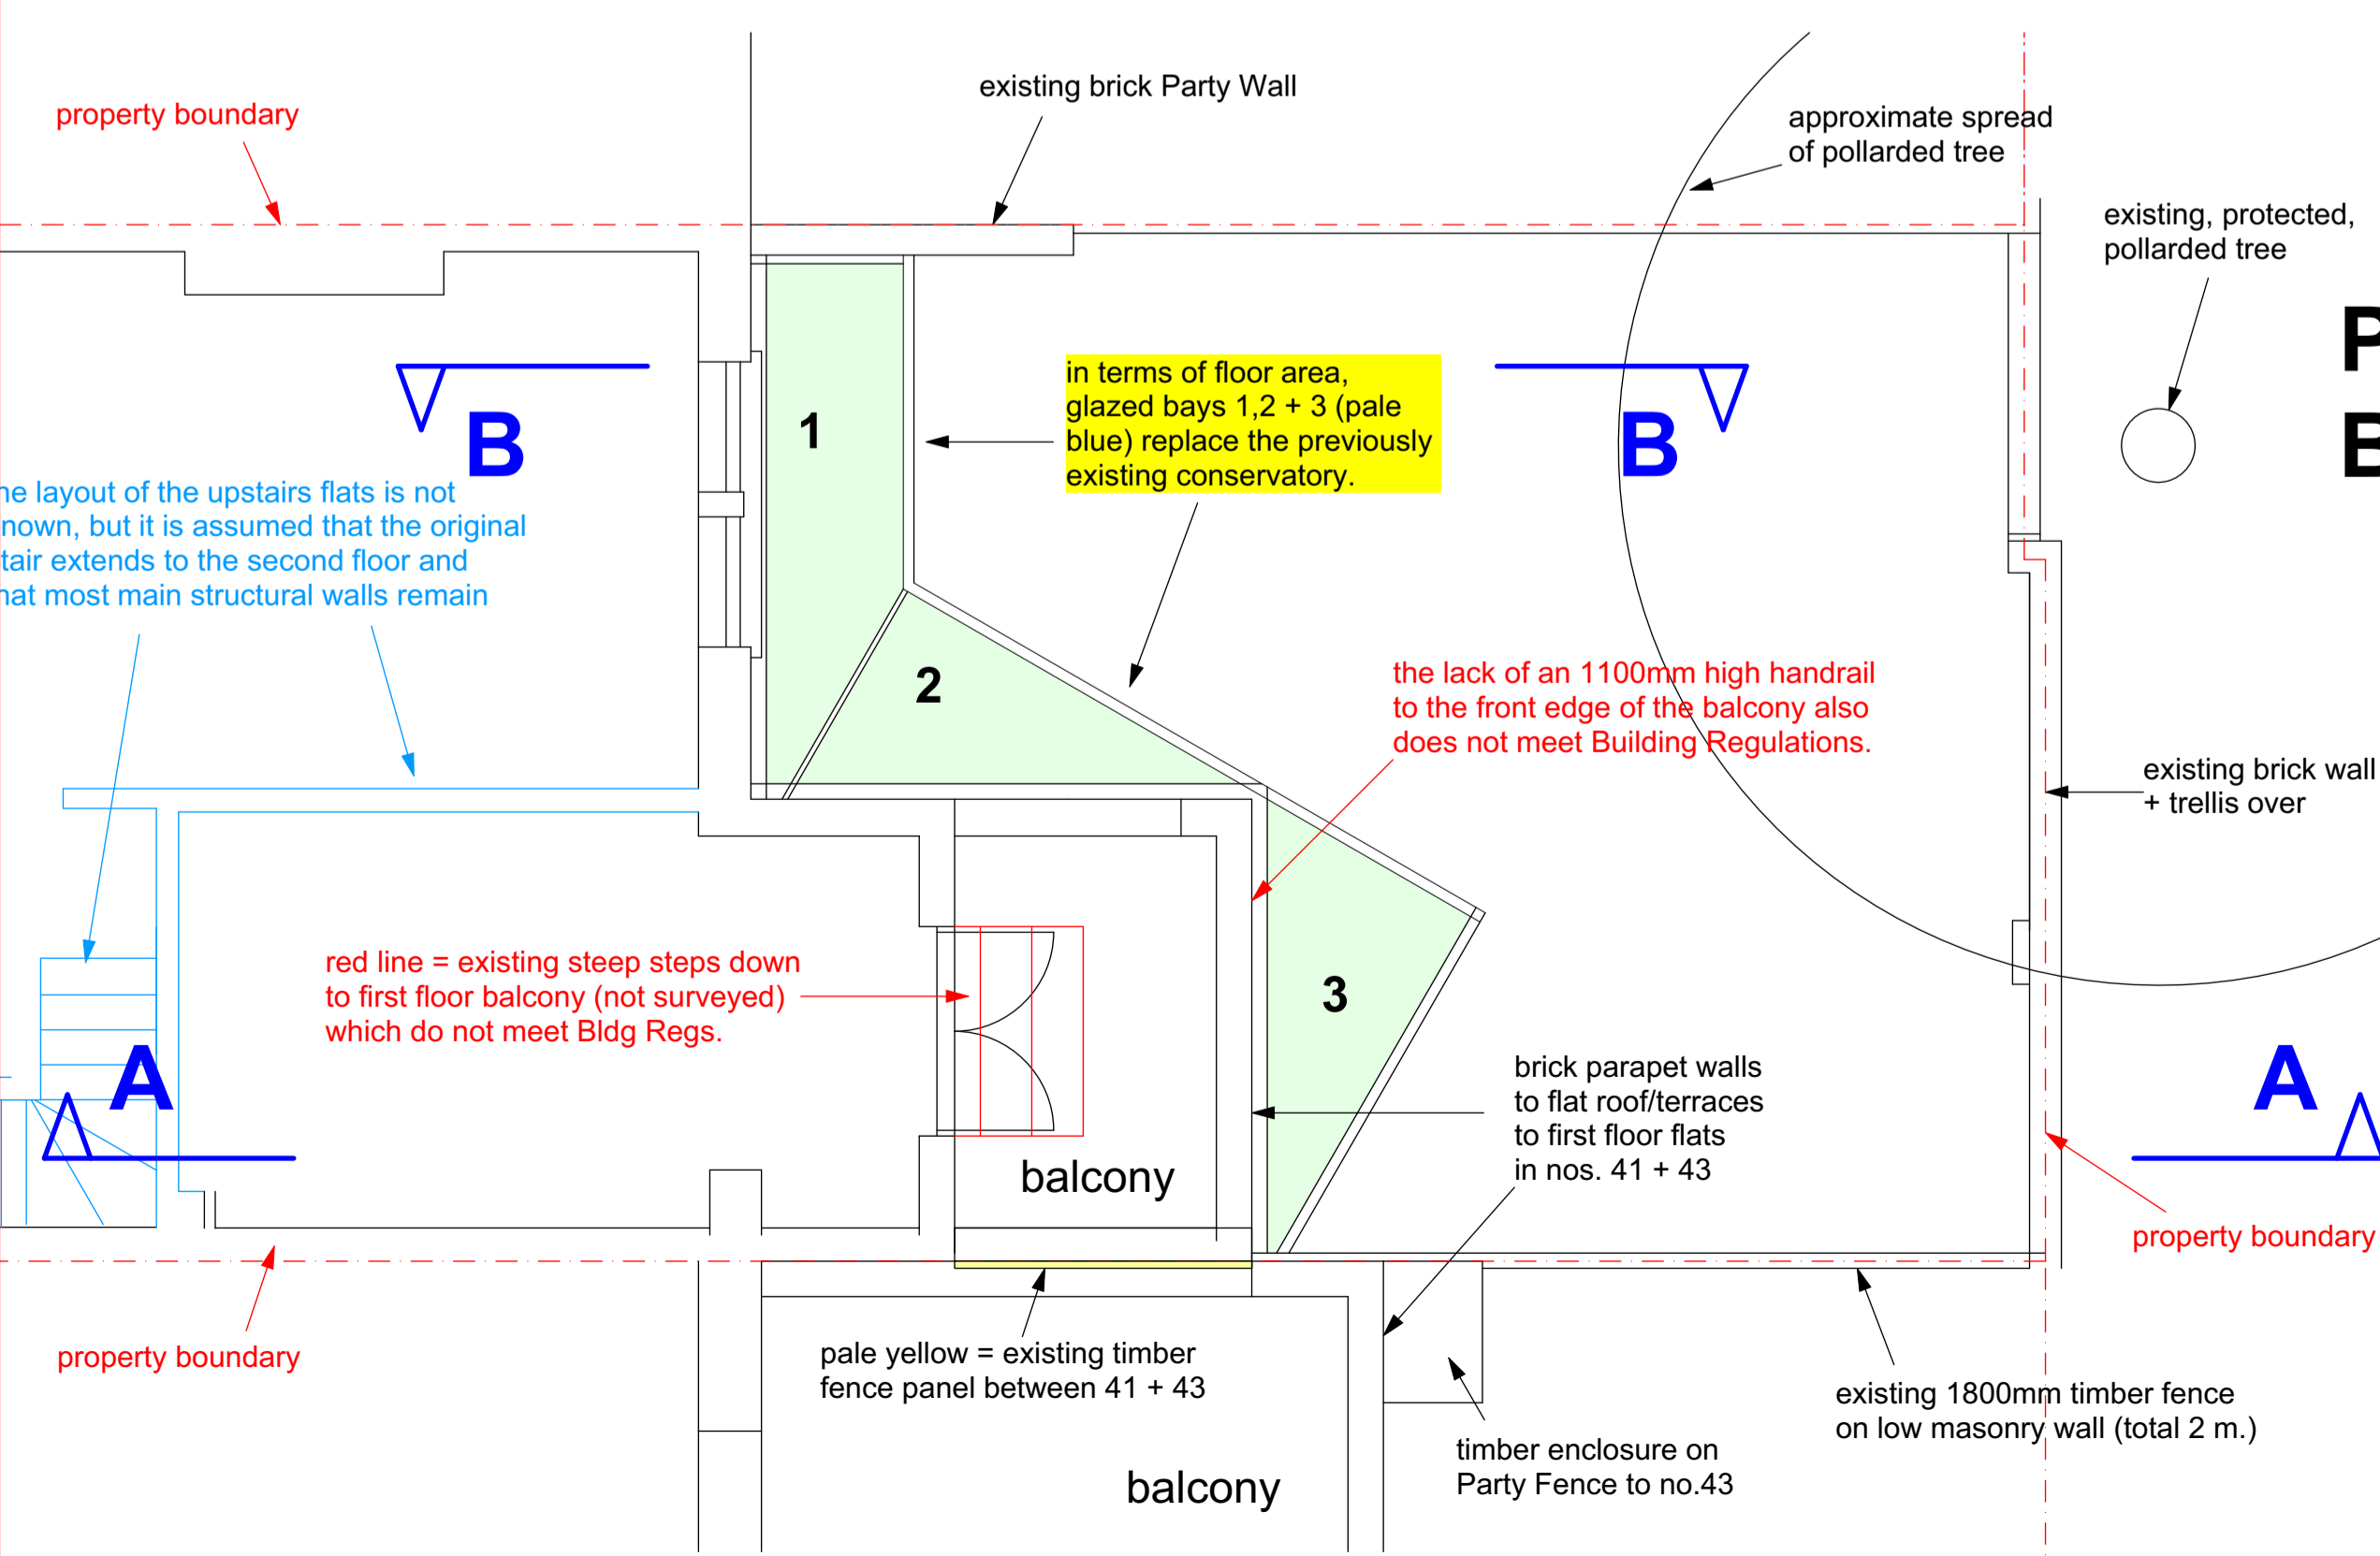 existing brick Party Wall
property boundary
approximate spread
of pollarded tree
existing, protected,
pollarded tree
P
B
in terms of floor area,
glazed bays 1,2 + 3 (pale
blue) replace the previously
existing conservatory.
1
B
B
he layout of the upstairs flats is not
nown, but it is assumed that the original
tair extends to the second floor and
hat most main structural walls remain
2
the lack of an 1100mm high handrail
to the front edge of the balcony also
does not meet Building Regulations.
existing brick wall
+ trellis over
red line = existing steep steps down
to first floor balcony (not surveyed)
which do not meet Bldg Regs.
3
A
A
brick parapet walls
to flat roof/terraces
to first floor flats
in nos. 41 + 43
balcony
property boundary
property boundary
pale yellow = existing timber
fence panel between 41 + 43
existing 1800mm timber fence
on low masonry wall (total 2 m.)
timber enclosure on
Party Fence to no.43
balcony